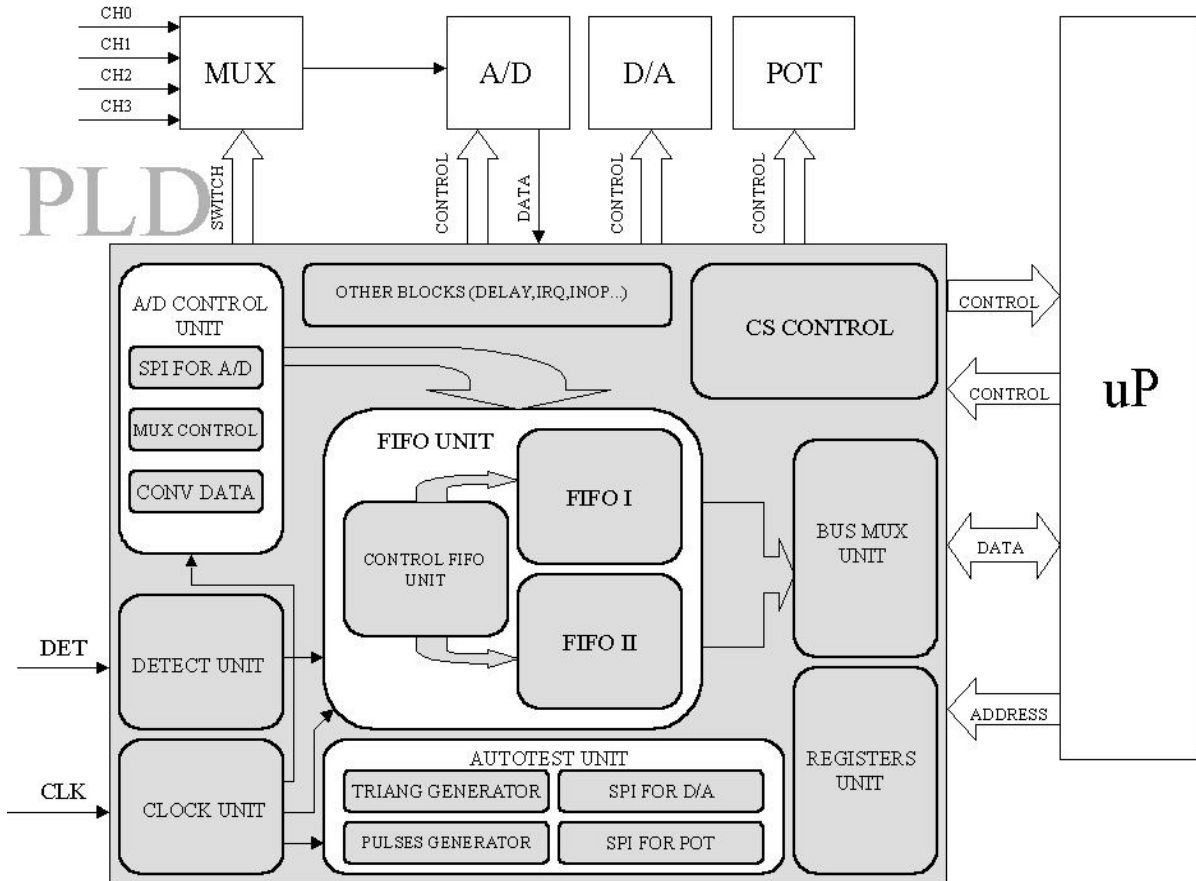 CH0
CH1
CH2
CH3
MUX
A/D
D/A
POT
PLD
SWITCH
CONTROL
DATA
CONTROL
CONTROL
A/D CONTROL
UNIT
SPI FOR A/D
MUX CONTROL
CONV DATA
OTHER BLOCKS (DELAY,IRQ,INOP...)
CS CONTROL
CONTROL
CONTROL
uP
FIFO UNIT
FIFO I
CONTROL FIFO
UNIT
FIFO II
BUS MUX
UNIT
DATA
DET
DETECT UNIT
ADDRESS
REGISTERS
UNIT
CLK
CLOCK UNIT
AUTOTEST UNIT
TRIANG GENERATOR
SPI FOR D/A
PULSES GENERATOR
SPI FOR POT